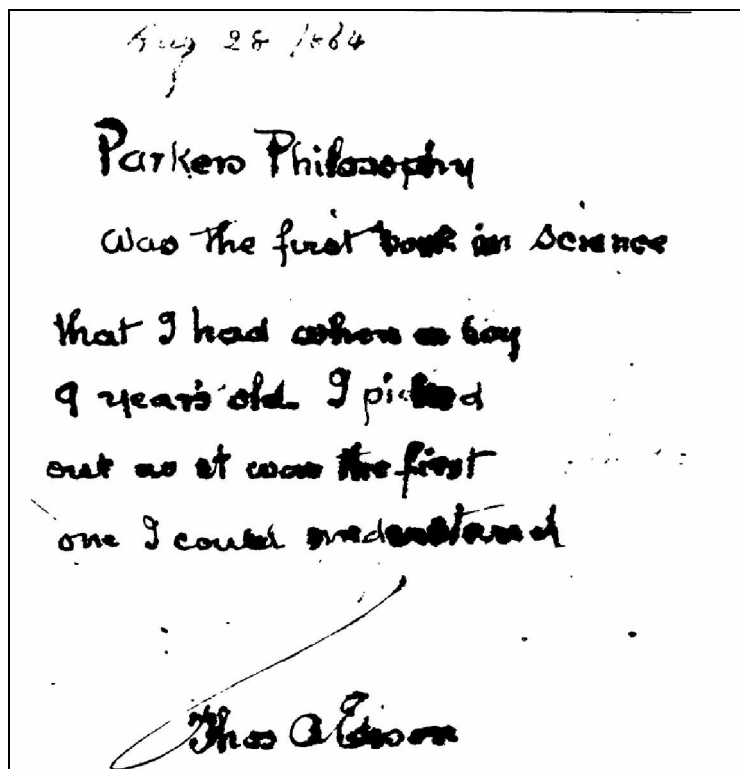 Aug 28 1884
Parkers Philosophy
was the first book in science
that I had when a boy
9 years old. I picked
out as it was the first
one I could understand
Thos A Edison